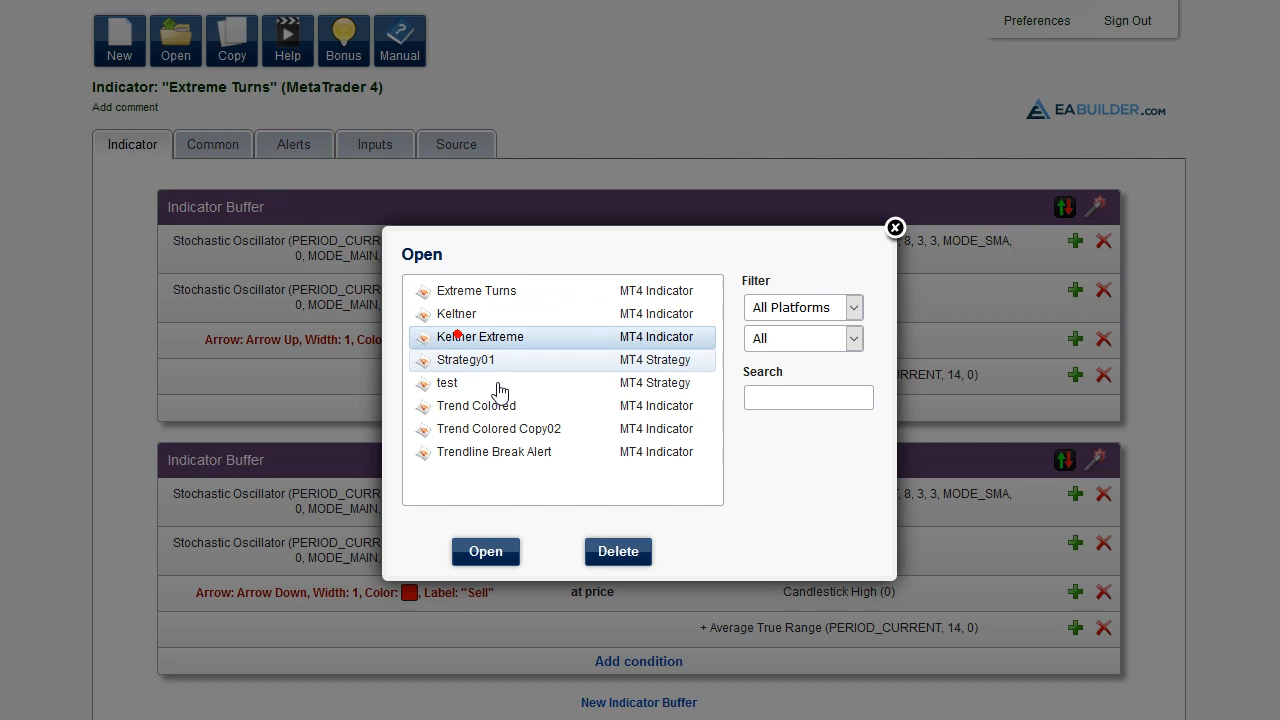 Preferences
Sign Out
New
Open
Copy
Help
Bonus
Manual
Indicator: "Extreme Turns" (MetaTrader 4)
Add comment
EABUILDER.COM
Indicator
Common
Alerts
Inputs
Source
Indicator Buffer
Stochastic Oscillator (PERIOD_CURR
8, 3, 3, MODE_SMA,
0, MODE_MAIN,
Stochastic Oscillator (PERIOD_CURR
0, MODE_MAIN,
Arrow: Arrow Up, Width: 1, Colo
RRENT, 14, 0)
Open
Extreme Turns MT4 Indicator
Keltner MT4 Indicator
Keltner Extreme MT4 Indicator
Strategy01 MT4 Strategy
test MT4 Strategy
Trend Colored MT4 Indicator
Trend Colored Copy02 MT4 Indicator
Trendline Break Alert MT4 Indicator
Filter
All Platforms
All
Search
Open
Delete
Indicator Buffer
Stochastic Oscillator (PERIOD_CURR
8, 3, 3, MODE_SMA,
0, MODE_MAIN,
Stochastic Oscillator (PERIOD_CURR
0, MODE_MAIN,
Arrow: Arrow Down, Width: 1, Color: , Label: "Sell" at price Candlestick High (0)
+ Average True Range (PERIOD_CURRENT, 14, 0)
Add condition
New Indicator Buffer